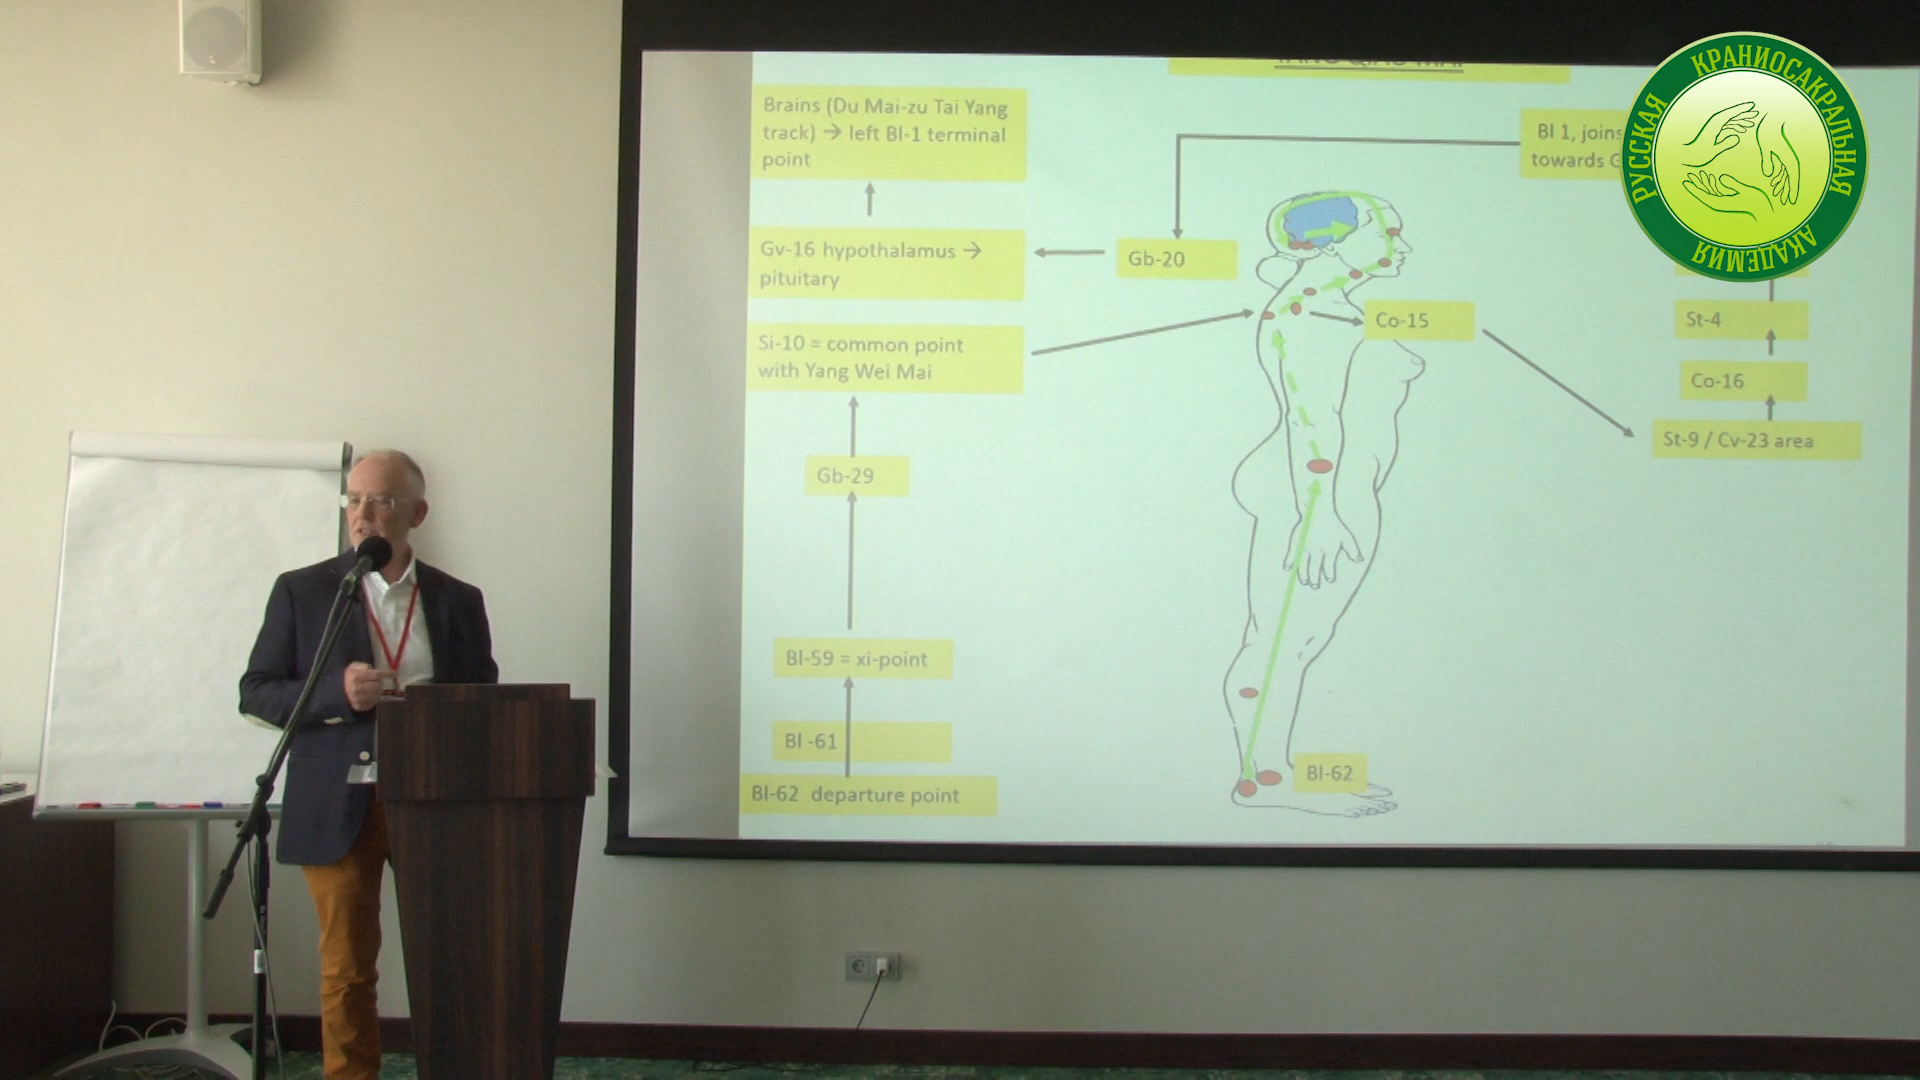 YANG QIAO MAI
Brains (Du Mai-zu Tai Yang
track) → left Bl-1 terminal
point
Gv-16 hypothalamus →
pituitary
Si-10 = common point
with Yang Wei Mai
Gb-29
Bl-59 = xi-point
Bl -61
Bl-62 departure point
Gb-20
Co-15
Bl-62
Bl 1, joins
towards
St-4
Co-16
St-9 / Cv-23 area
РУССКАЯ
КРАНИОСАКРАЛЬНАЯ
АКАДЕМИЯ